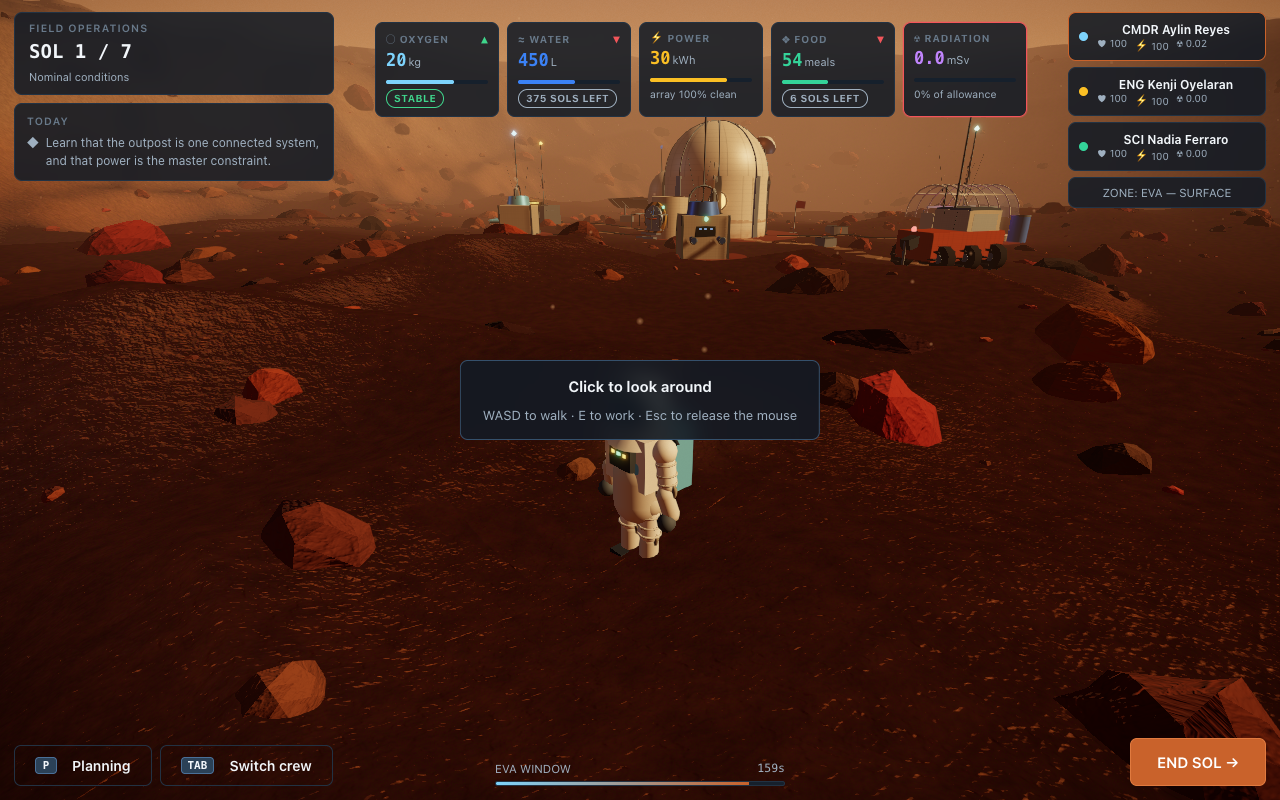 FIELD OPERATIONS
SOL 1 / 7
Nominal conditions
TODAY
Learn that the outpost is one connected system,
and that power is the master constraint.
OXYGEN
20 kg
STABLE
WATER
450 L
375 SOLS LEFT
POWER
30 kWh
array 100% clean
FOOD
54 meals
6 SOLS LEFT
RADIATION
0.0 mSv
0% of allowance
CMDR Aylin Reyes
100 100 0.02
ENG Kenji Oyelaran
100 100 0.00
SCI Nadia Ferraro
100 100 0.00
ZONE: EVA — SURFACE
Click to look around
WASD to walk · E to work · Esc to release the mouse
P Planning
TAB Switch crew
EVA WINDOW 159s
END SOL →